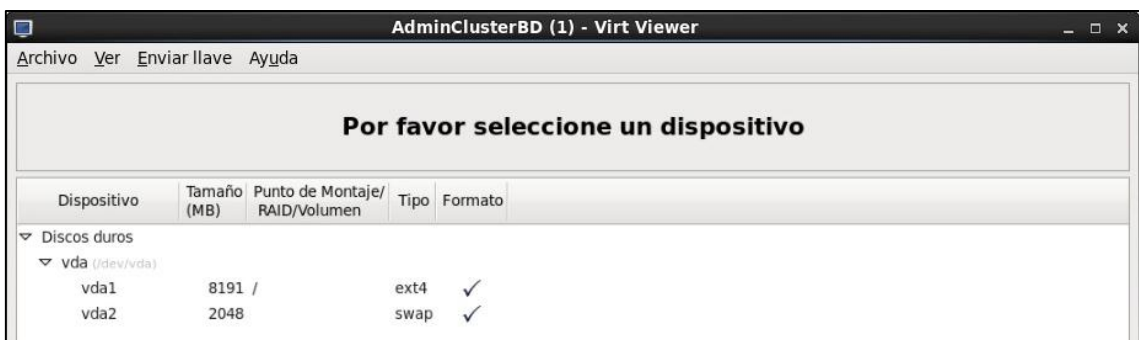 AdminClusterBD (1) - Virt Viewer
Archivo Ver Enviar llave Ayuda
Por favor seleccione un dispositivo
Dispositivo Tamaño (MB) Punto de Montaje/ RAID/Volumen Tipo Formato
Discos duros
vda (/dev/vda)
vda1 8191 / ext4
vda2 2048 swap